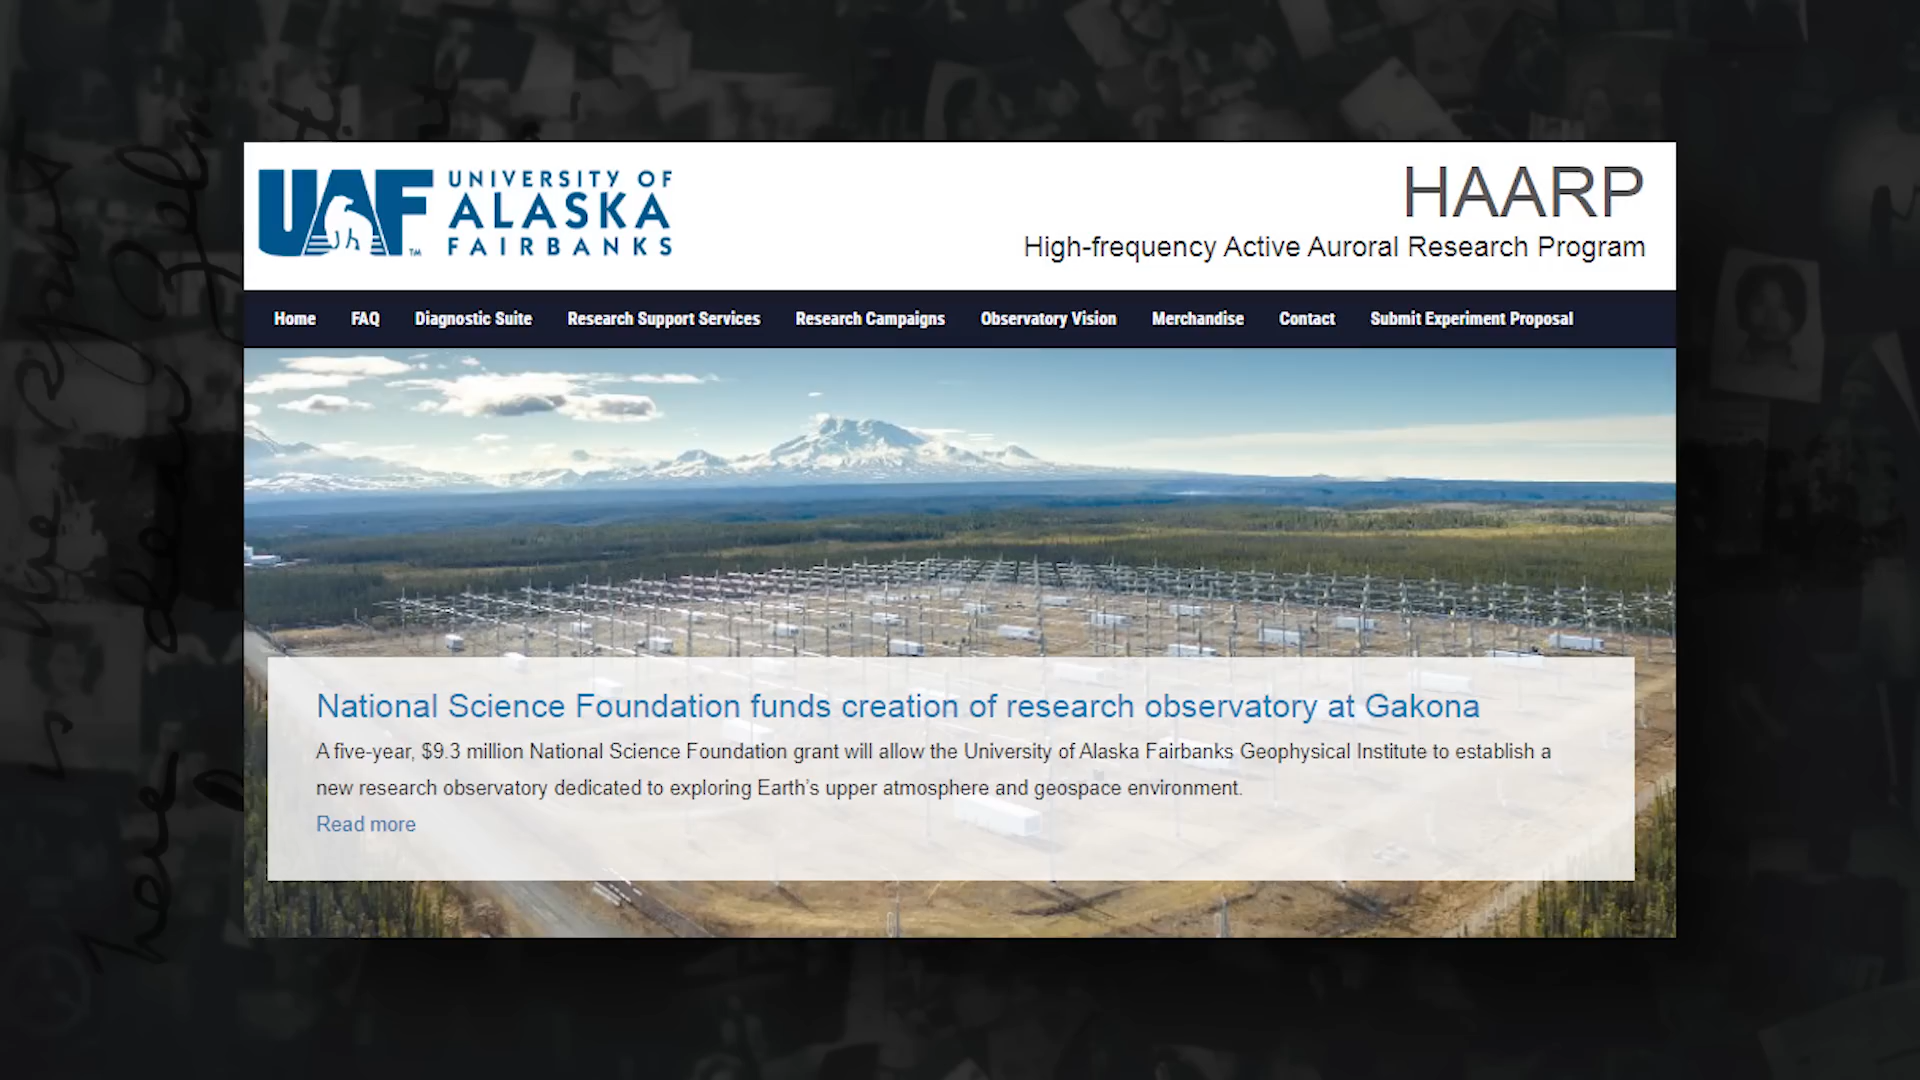 UAF
TM
UNIVERSITY OF
ALASKA
FAIRBANKS
HAARP
High-frequency Active Auroral Research Program
Home FAQ Diagnostic Suite Research Support Services Research Campaigns Observatory Vision Merchandise Contact Submit Experiment Proposal
National Science Foundation funds creation of research observatory at Gakona
A five-year, $9.3 million National Science Foundation grant will allow the University of Alaska Fairbanks Geophysical Institute to establish a
new research observatory dedicated to exploring Earth’s upper atmosphere and geospace environment.
Read more